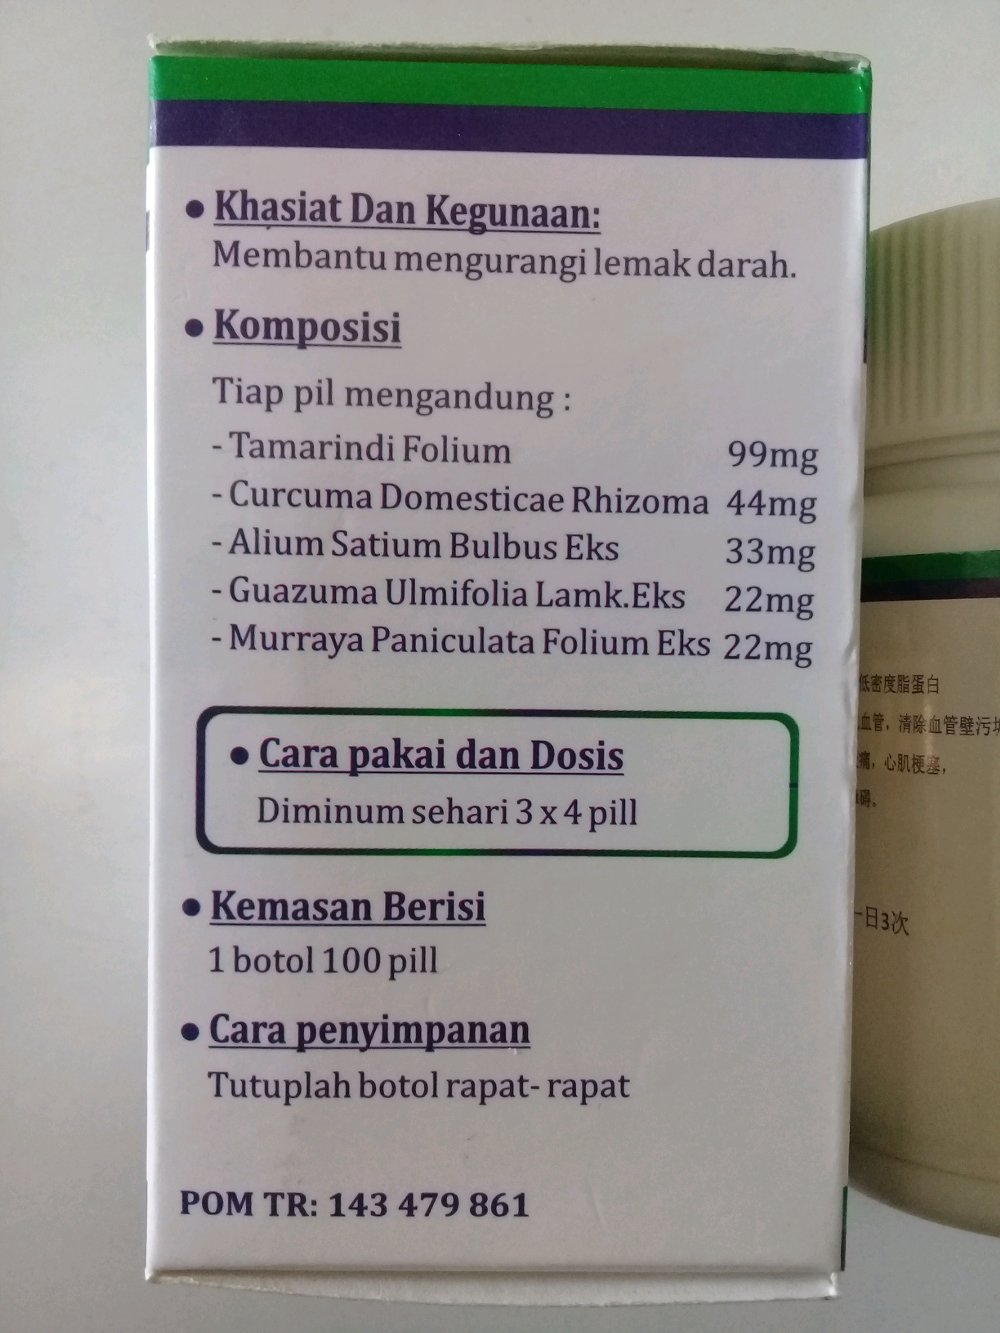 • Khasiat Dan Kegunaan:
Membantu mengurangi lemak darah.
• Komposisi
Tiap pil mengandung :
- Tamarindi Folium 99mg
- Curcuma Domesticae Rhizoma 44mg
- Alium Satium Bulbus Eks 33mg
- Guazuma Ulmifolia Lamk.Eks 22mg
- Murraya Paniculata Folium Eks 22mg
• Cara pakai dan Dosis
Diminum sehari 3 x 4 pill
• Kemasan Berisi
1 botol 100 pill
• Cara penyimpanan
Tutuplah botol rapat- rapat
POM TR: 143 479 861
低密度脂蛋白
血管，清除血管壁污
痛，心肌梗塞，
碍。
一日3次